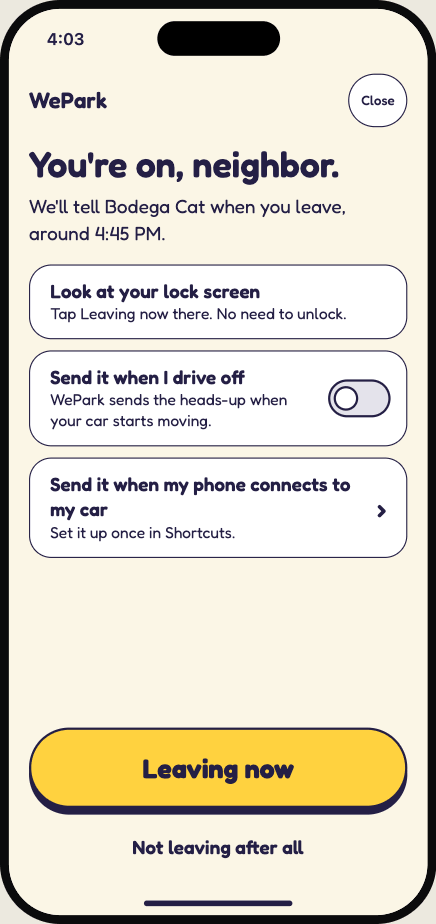 4:03
WePark
Close
You're on, neighbor.
We'll tell Bodega Cat when you leave,
around 4:45 PM.
Look at your lock screen
Tap Leaving now there. No need to unlock.
Send it when I drive off
WePark sends the heads-up when
your car starts moving.
Send it when my phone connects to
my car
Set it up once in Shortcuts.
Leaving now
Not leaving after all